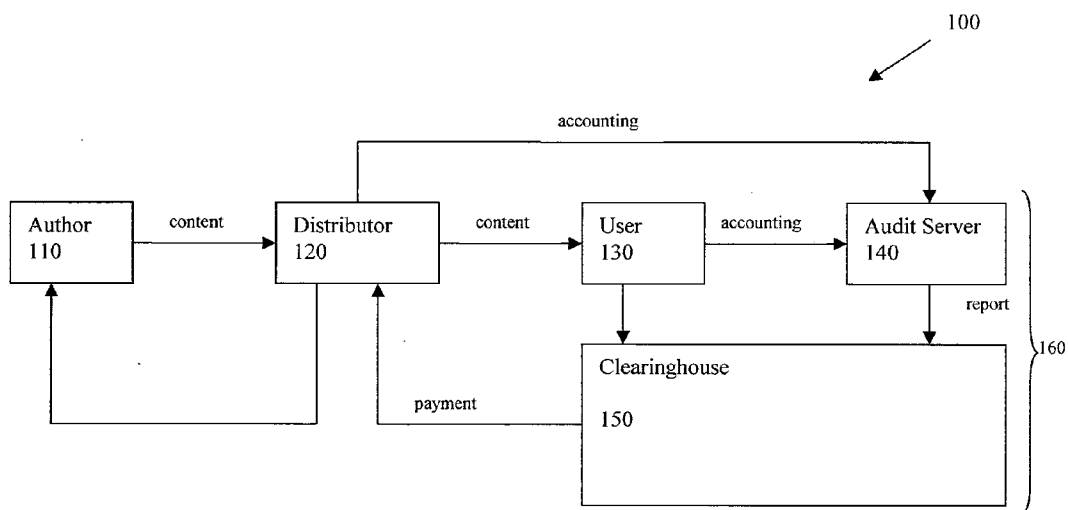 100
accounting
Author
110
content
Distributor
120
content
User
130
accounting
Audit Server
140
report
160
Clearinghouse
150
payment